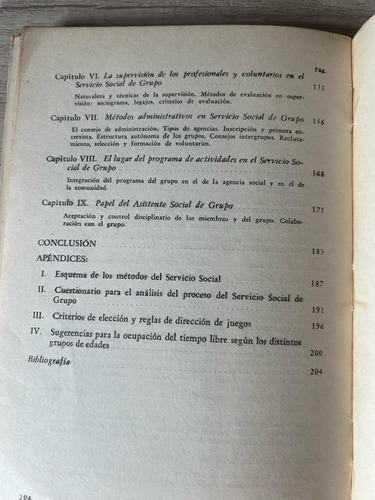 Pág.
Capítulo VI. La supervisión de los profesionales y voluntarios en el
Servicio Social de Grupo 131
Naturaleza y técnicas de la supervisión. Métodos de evaluación en super-
visión: sociograma, legajos, criterios de evaluación.
Capítulo VII. Métodos administrativos en Servicio Social de Grupo 156
El consejo de administración. Tipos de agencias. Inscripción y primera en-
trevista. Estructura autónoma de los grupos. Consejos intergrupos. Reclu-
tamiento, selección y formación de voluntarios.
Capítulo VIII. El lugar del programa de actividades en el Servicio So-
cial de Grupo 168
Integración del programa del grupo en el de la agencia social y en el de
la comunidad.
Capítulo IX. Papel del Asistente Social de Grupo 175
Aceptación y control disciplinario de los miembros y del grupo. Colabo-
ración con el grupo.
CONCLUSIÓN 183
APÉNDICES:
I. Esquema de los métodos del Servicio Social 187
II. Cuestionario para el análisis del proceso del Servicio Social de
Grupo 191
III. Criterios de elección y reglas de dirección de juegos 196
IV. Sugerencias para la ocupación del tiempo libre según los distintos
grupos de edades 200
Bibliografía 204
206